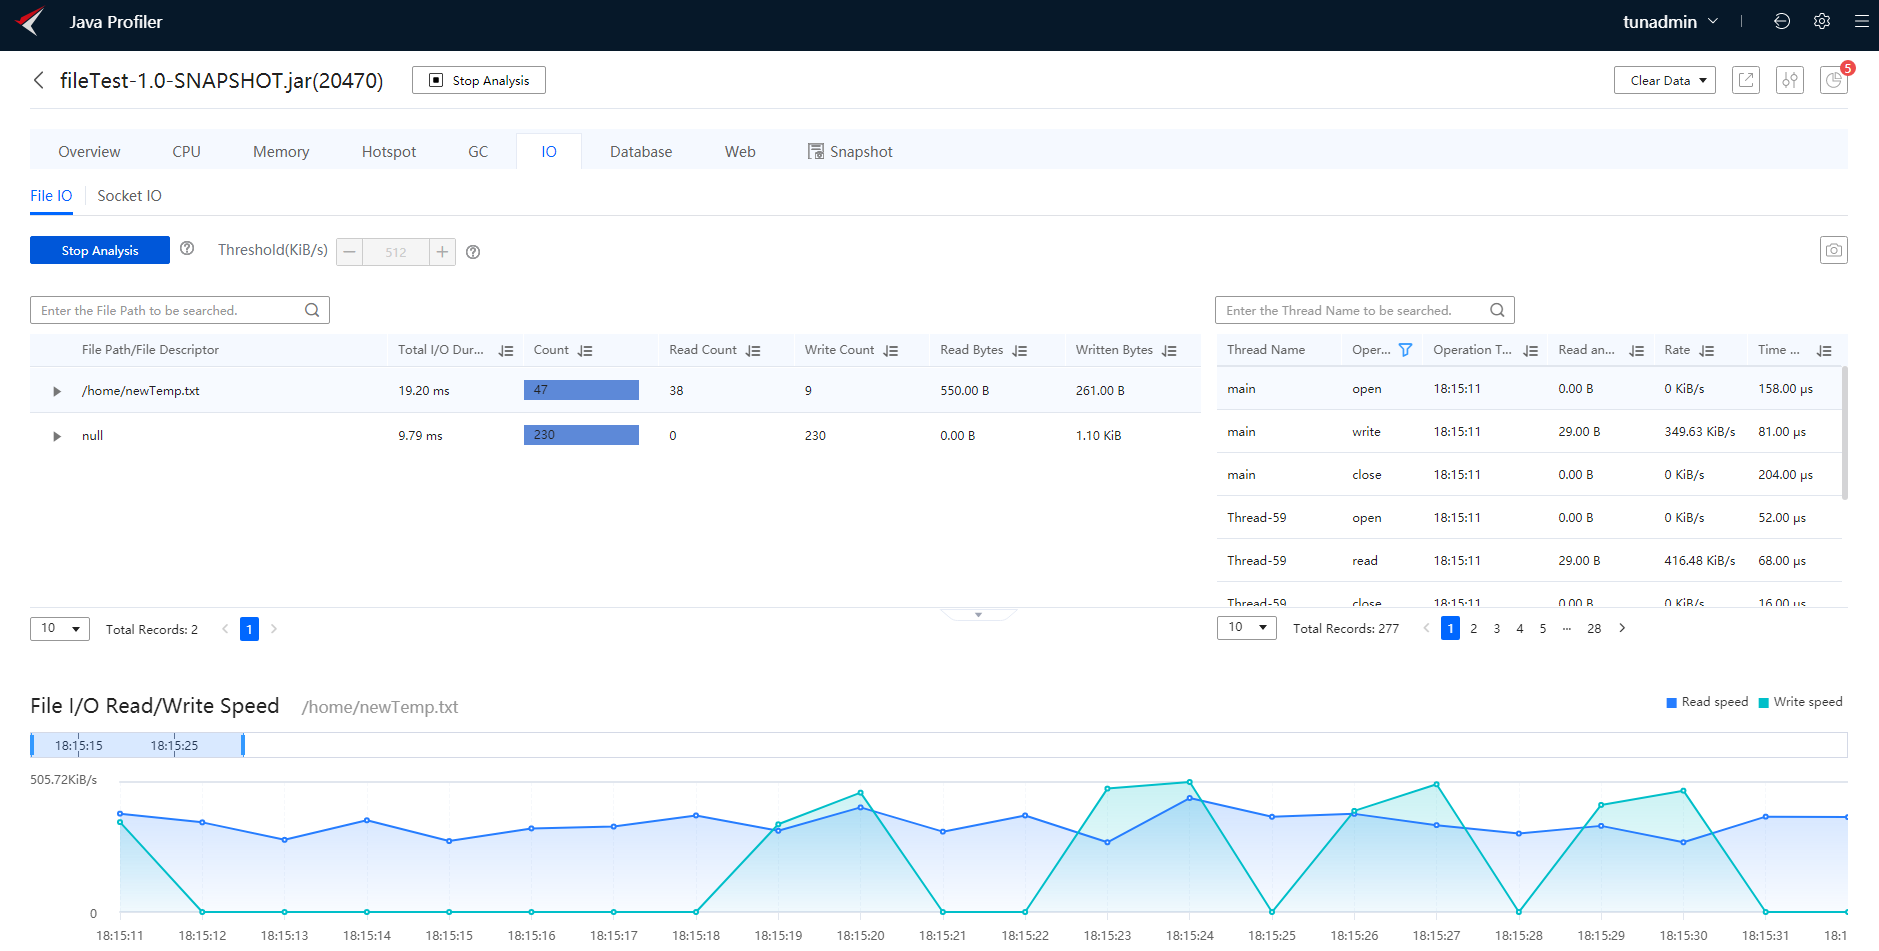 Java Profiler
tunadmin
fileTest-1.0-SNAPSHOT.jar(20470)
Stop Analysis
Clear Data
5
Overview CPU Memory Hotspot GC IO Database Web Snapshot
File IO Socket IO
Stop Analysis Threshold(KiB/s) 512
Enter the File Path to be searched.
File Path/File Descriptor Total I/O Dur... Count Read Count Write Count Read Bytes Written Bytes
/home/newTemp.txt 19.20 ms 47 38 9 550.00 B 261.00 B
null 9.79 ms 230 0 230 0.00 B 1.10 KiB
10 Total Records: 2 1
Enter the Thread Name to be searched.
Thread Name Oper... Operation T... Read an... Rate Time ...
main open 18:15:11 0.00 B 0 KiB/s 158.00 μs
main write 18:15:11 29.00 B 349.63 KiB/s 81.00 μs
main close 18:15:11 0.00 B 0 KiB/s 204.00 μs
Thread-59 open 18:15:11 0.00 B 0 KiB/s 52.00 μs
Thread-59 read 18:15:11 29.00 B 416.48 KiB/s 68.00 μs
Thread-59 close 18:15:11 0.00 B 0 KiB/s 16.00 μs
10 Total Records: 277 1 2 3 4 5 ... 28
File I/O Read/Write Speed /home/newTemp.txt
Read speed Write speed
18:15:15 18:15:25
505.72KiB/s
0
18:15:11 18:15:12 18:15:13 18:15:14 18:15:15 18:15:16 18:15:17 18:15:18 18:15:19 18:15:20 18:15:21 18:15:22 18:15:23 18:15:24 18:15:25 18:15:26 18:15:27 18:15:28 18:15:29 18:15:30 18:15:31 18:1